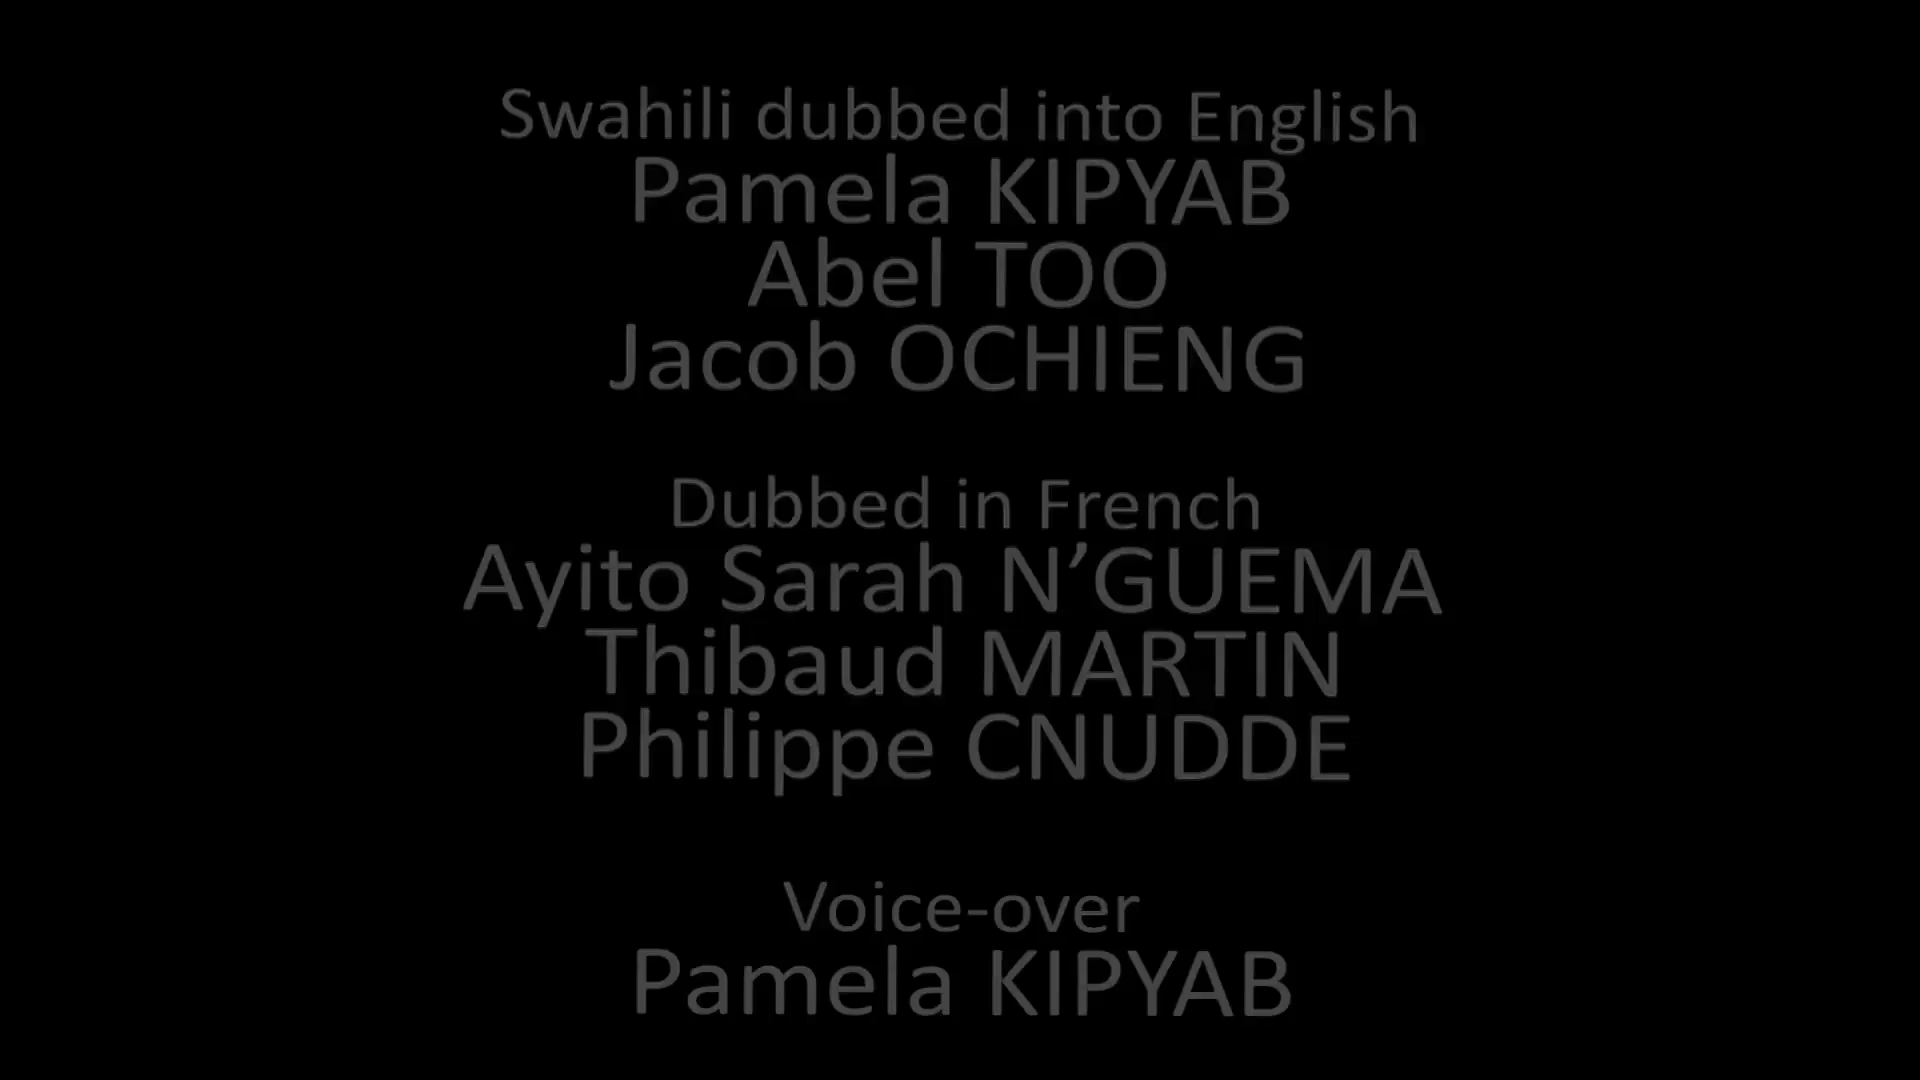 Swahili dubbed into English
Pamela KIPYAB
Abel TOO
Jacob OCHIENG
Dubbed in French
Ayito Sarah N’GUEMA
Thibaud MARTIN
Philippe CNUDDE
Voice-over
Pamela KIPYAB